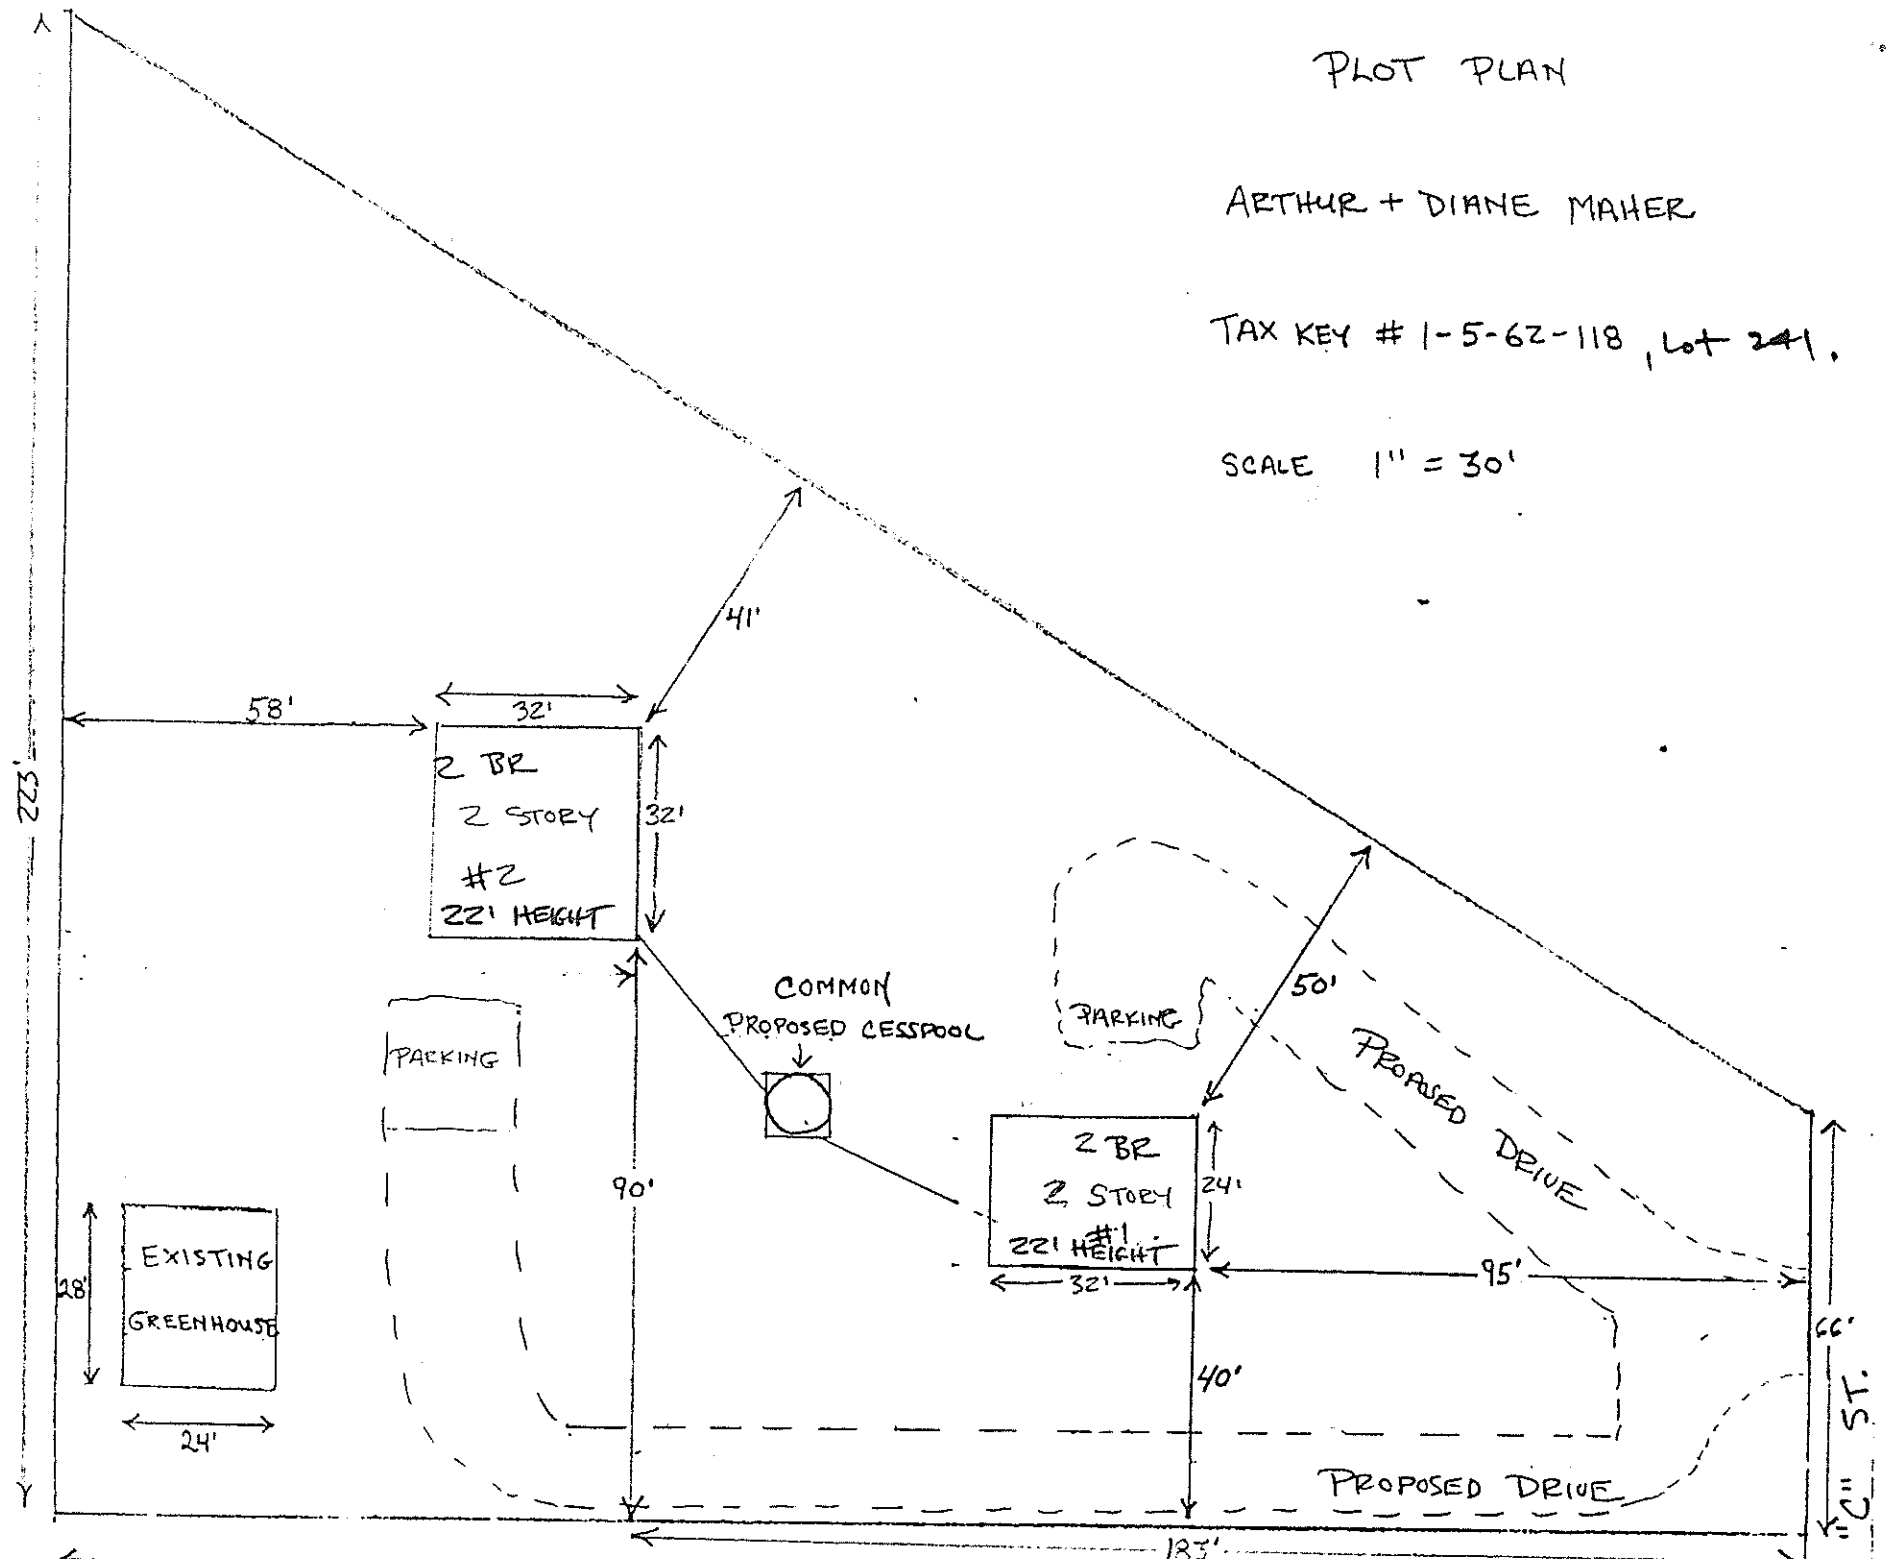 PLOT PLAN
ARTHUR + DIANE MAHER
TAX KEY # 1-5-62-118, Lot 241.
SCALE 1" = 30'
41'
58'
32'
2 BR
2 STORY
#2
22' HEIGHT
32'
223'
COMMON
PROPOSED CESSPOOL
PARKING
50'
PARKING
PROPOSED DRIVE
90'
2 BR
2 STORY
#1
22' HEIGHT
24'
32'
95'
EXISTING
GREENHOUSE
28'
24'
40'
66'
"C" ST.
PROPOSED DRIVE
183'